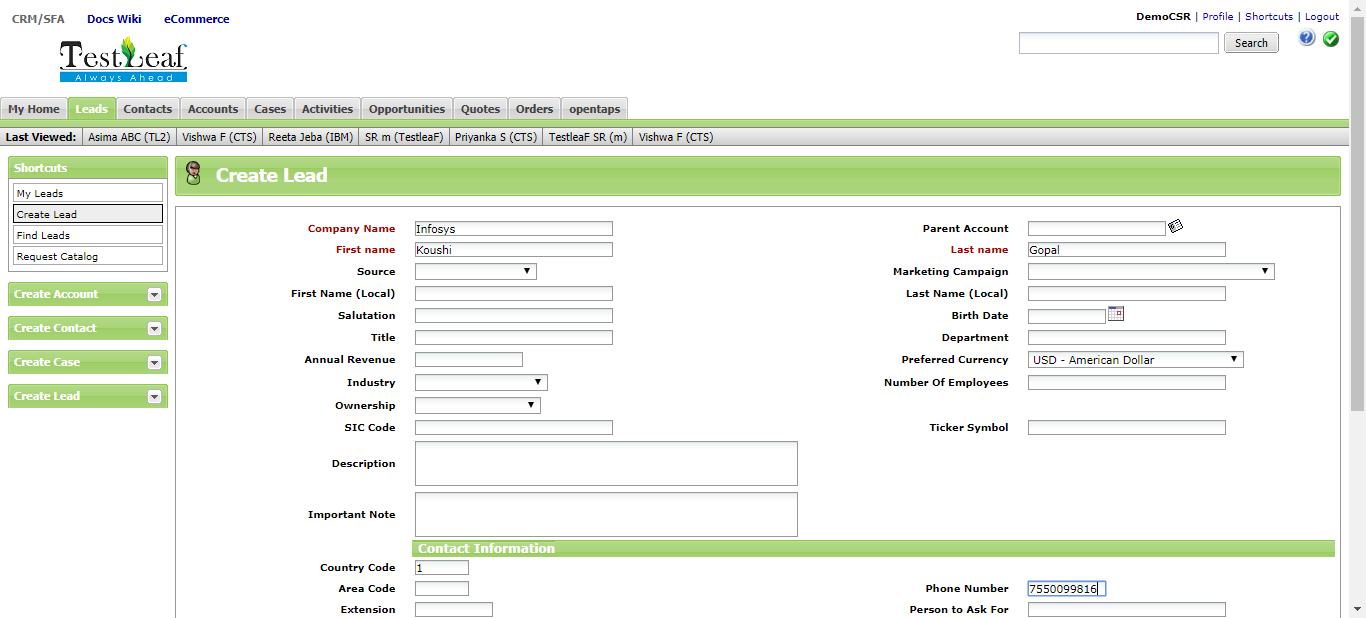 CRM/SFA Docs Wiki eCommerce
DemoCSR | Profile | Shortcuts | Logout
TestLeaf
Always Ahead
Search
My Home Leads Contacts Accounts Cases Activities Opportunities Quotes Orders opentaps
Last Viewed: Asima ABC (TL2) Vishwa F (CTS) Reeta Jeba (IBM) SR m (TestleaF) Priyanka S (CTS) TestleaF SR (m) Vishwa F (CTS)
Shortcuts
My Leads
Create Lead
Find Leads
Request Catalog
Create Account
Create Contact
Create Case
Create Lead
Create Lead
Company Name Infosys Parent Account
First name Koushi Last name Gopal
Source Marketing Campaign
First Name (Local) Last Name (Local)
Salutation Birth Date
Title Department
Annual Revenue Preferred Currency USD - American Dollar
Industry Number Of Employees
Ownership
SIC Code Ticker Symbol
Description
Important Note
Contact Information
Country Code 1
Area Code Phone Number 7550099816
Extension Person to Ask For